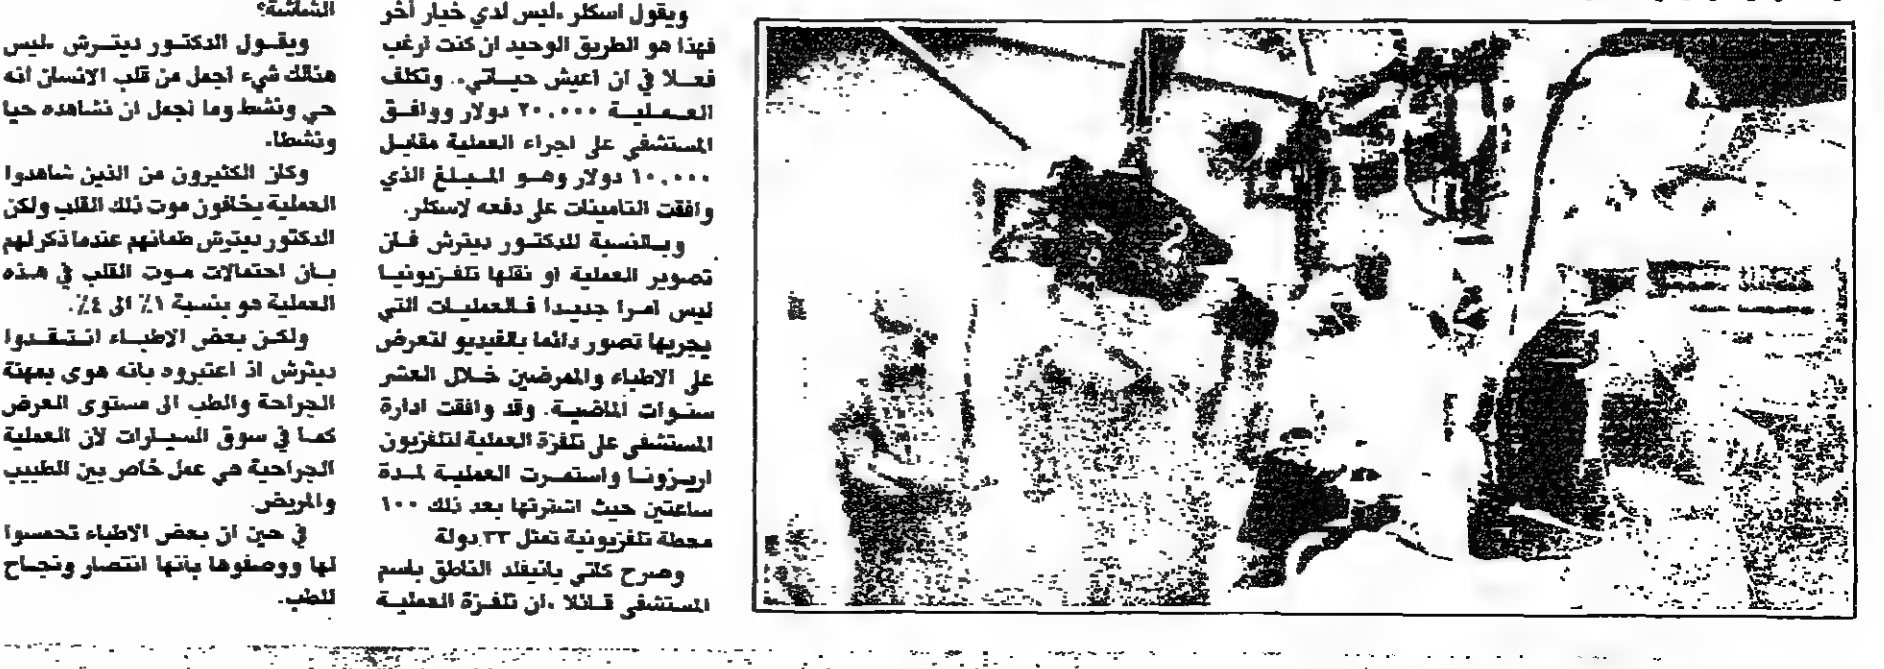 ويقول اسكلر «ليس لدي خيار آخر
فهذا هو الطريق الوحيد ان كنت ارغب
فعلا في ان اعيش حياتي». وتكلف
العملية ٢٠,٠٠٠ دولار ووافق
المستشفى على اجراء العملية مقابل
١٠,٠٠٠ دولار وهو المبلغ الذي
وافقت التامينات على دفعه لاسكلر.
وبالنسبة للدكتور ديترش فان
تصوير العملية او نقلها تلفزيونيا
ليس امرا جديدا فالعمليات التي
يجريها تصور دائما بالفيديو لتعرض
على الاطباء والممرضين خلال العشر
سنوات الماضية. وقد وافقت ادارة
المستشفى على تلفزة العملية لتلفزيون
اريزونا واستمرت العملية لمدة
ساعتين حيث اشترتها بعد ذلك ١٠٠
محطة تلفزيونية تمثل ٣٣ دولة
وصرح كلتي باتيفلد الناطق باسم
المستشفى قائلا «ان تلفزة العملية
الشاشة؟
ويقول الدكتور ديترش «ليس
هنالك شيء اجمل من قلب الانسان انه
حي ونشط وما اجمل ان نشاهده حيا
ونشطا».
وكان الكثيرون من الذين شاهدوا
العملية يخافون موت ذلك القلب ولكن
الدكتور ديترش طمانهم عندما ذكر لهم
بان احتمالات موت القلب في هذه
العملية هو بنسبة ١٪ الى ٤٪.
ولكن بعض الاطباء انتقدوا
ديترش اذ اعتبروه بانه هوى بمهنة
الجراحة والطب الى مستوى العرض
كما في سوق السيارات لان العملية
الجراحية هي عمل خاص بين الطبيب
والمريض.
في حين ان بعض الاطباء تحمسوا
لها ووصفوها بانها انتصار ونجاح
للطب.